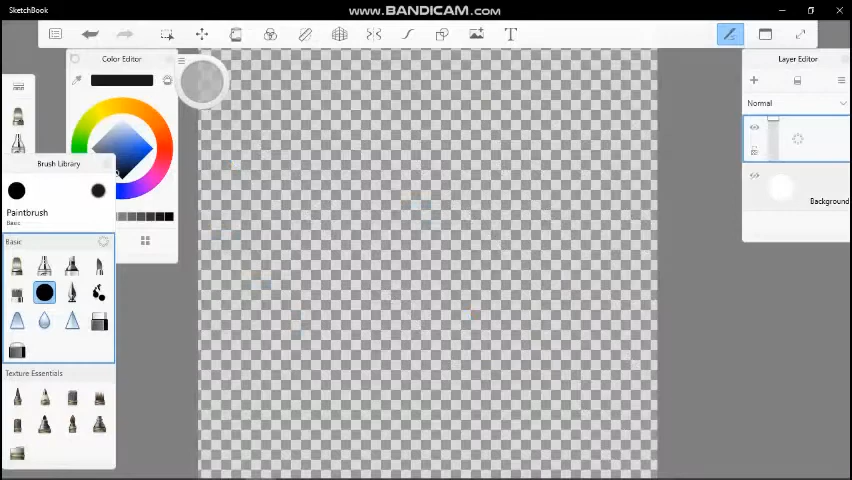 SketchBook
www.BANDICAM.com
T
Color Editor
Layer Editor
Normal
Background
Brush Library
Paintbrush
Basic
Basic
Texture Essentials